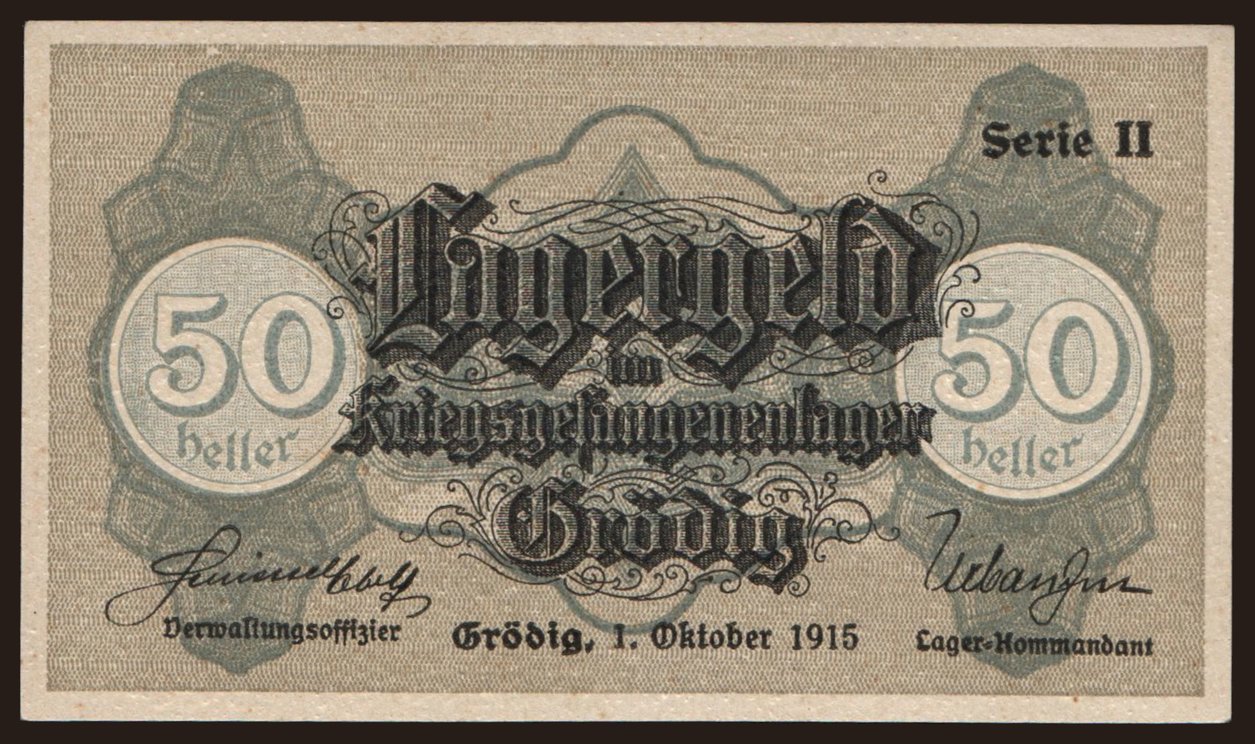 Serie II
Lagergeld
im
Kriegsgefangenenlager
Grödig
50
heller
50
heller
Verwaltungsoffizier
Grödig, 1. Oktober 1915
Lager-Kommandant